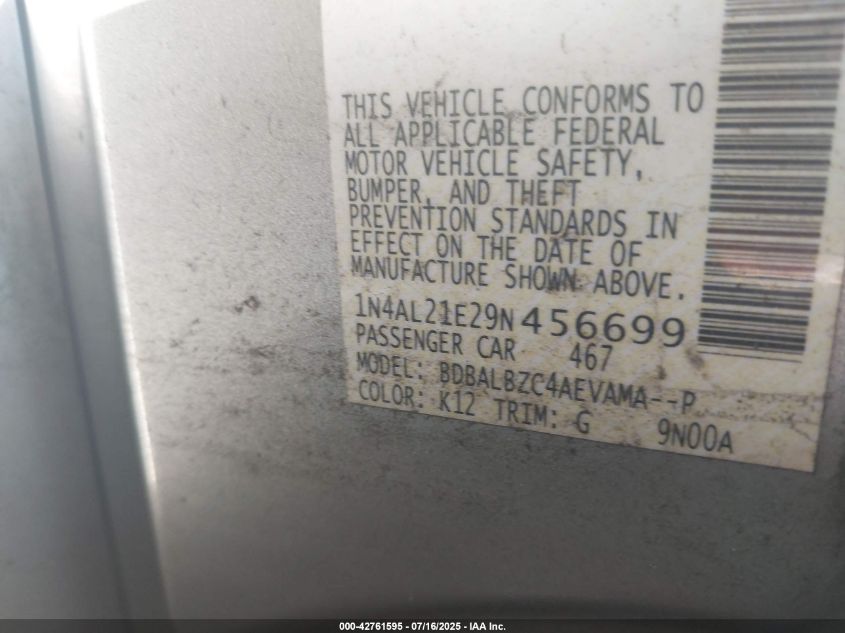 THIS VEHICLE CONFORMS TO
ALL APPLICABLE FEDERAL
MOTOR VEHICLE SAFETY,
BUMPER, AND THEFT
PREVENTION STANDARDS IN
EFFECT ON THE DATE OF
MANUFACTURE SHOWN ABOVE.
1N4AL21E29N456699
PASSENGER CAR 467
MODEL: BDBALBZC4AEVAMA--P
COLOR: K12 TRIM: G 9N00A
000-42761595 - 07/16/2025 - IAA Inc.